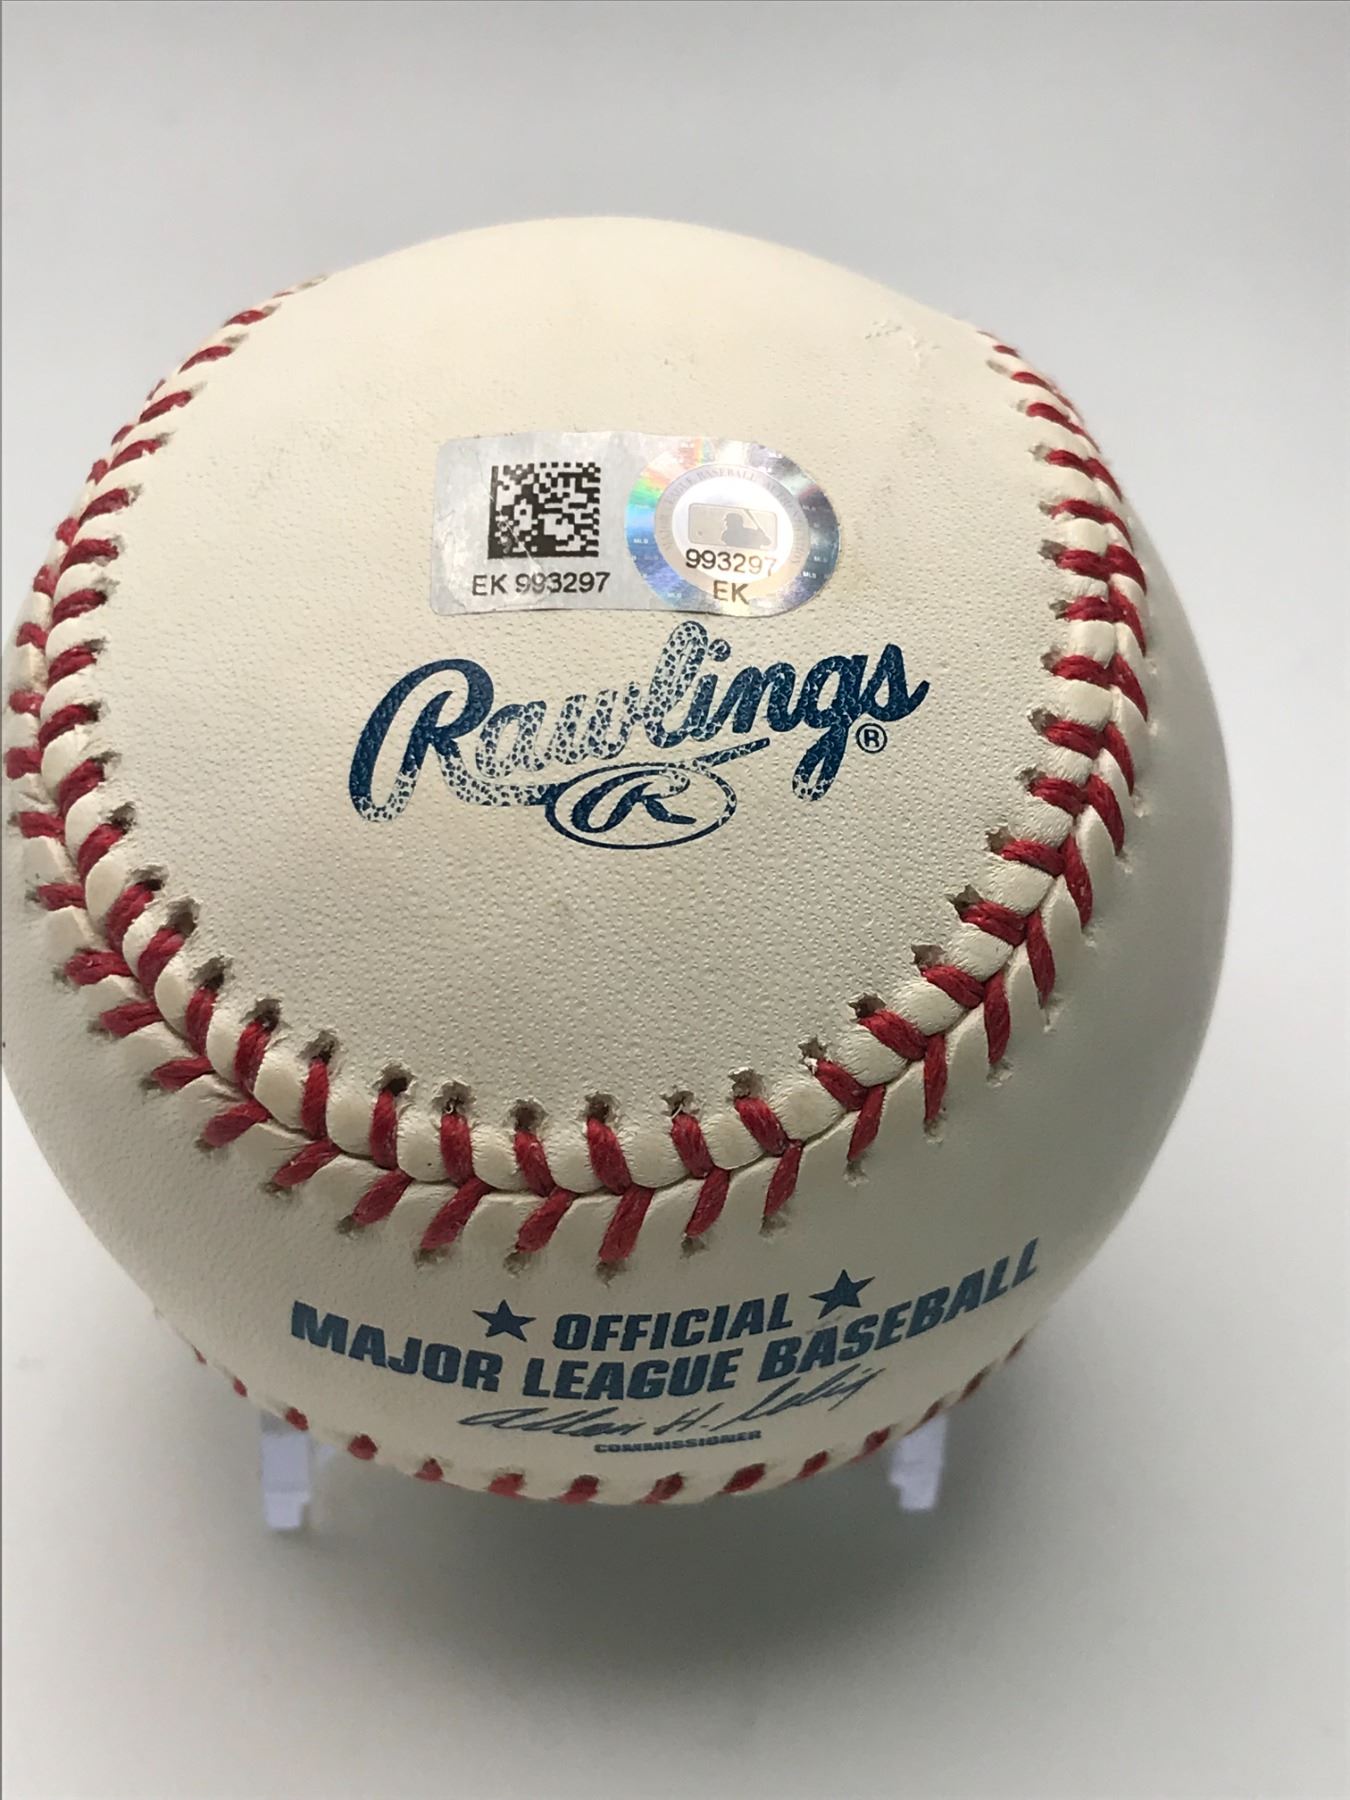 EK 993297
993297
EK
Rawlings®
R
★ OFFICIAL ★
MAJOR LEAGUE BASEBALL
Allan H. Selig
COMMISSIONER